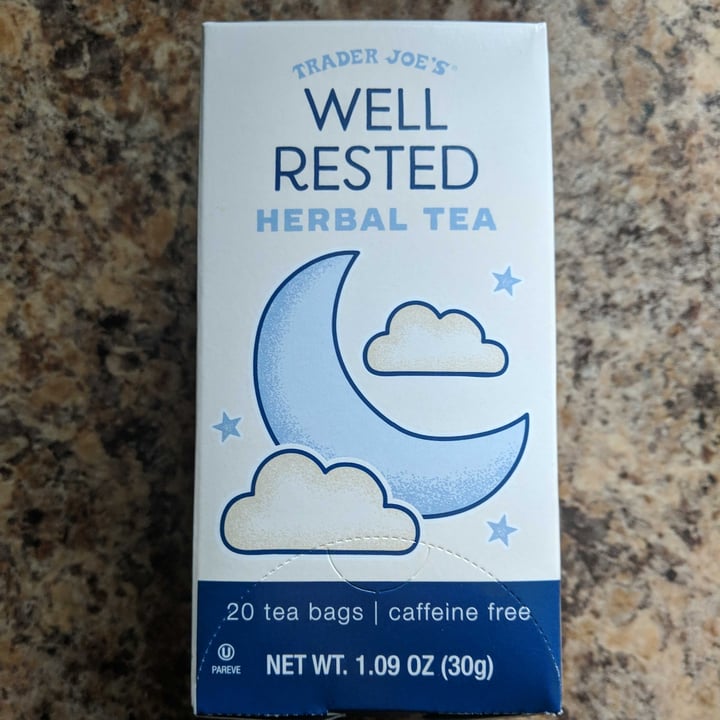 TRADER JOE'S®
WELL
RESTED
HERBAL TEA
20 tea bags | caffeine free
U
PAREVE
NET WT. 1.09 OZ (30g)